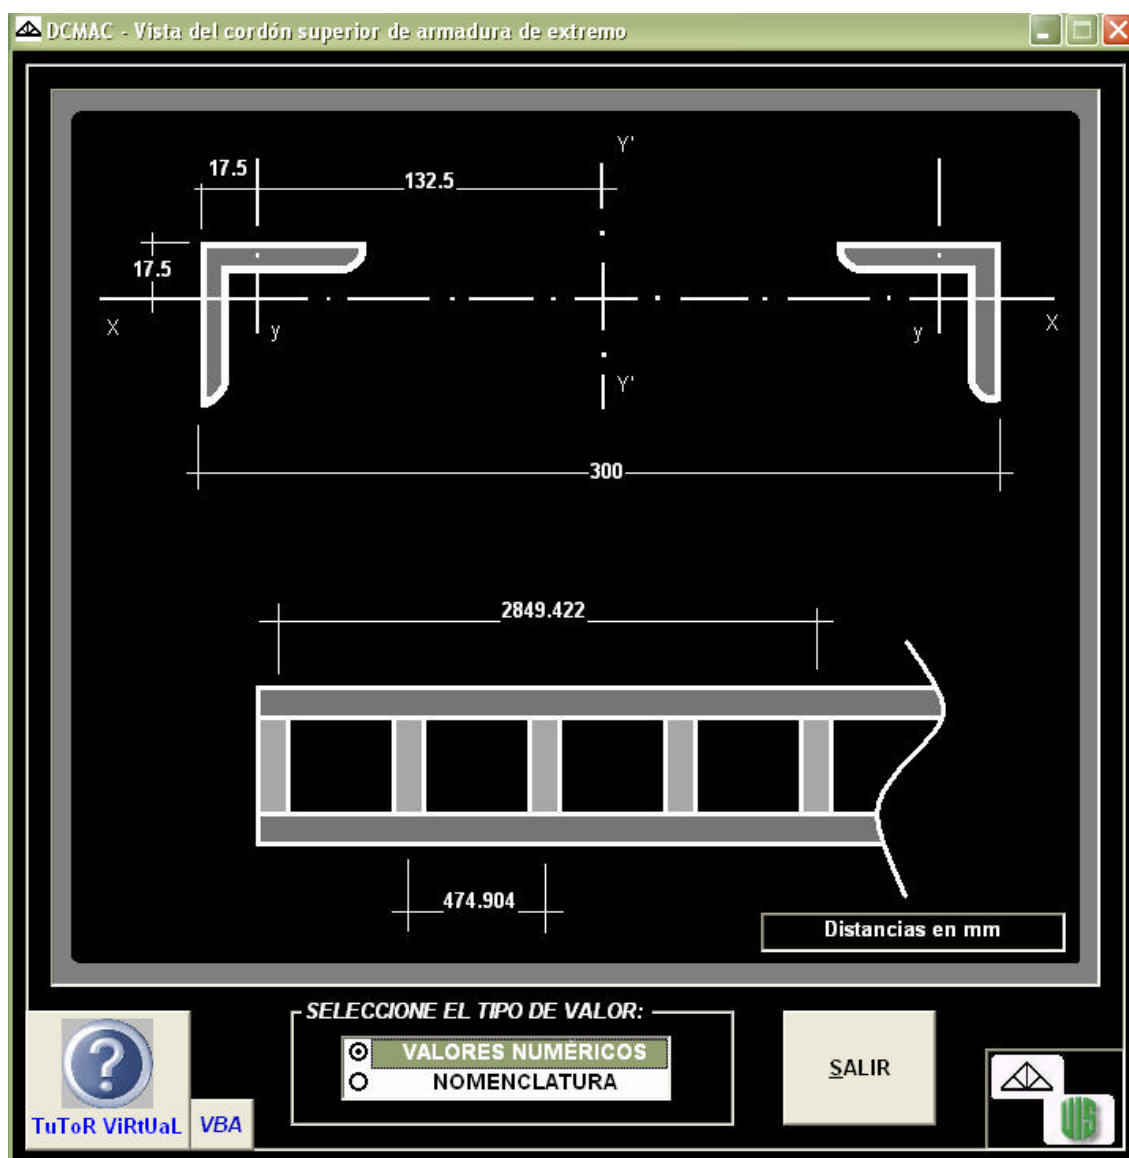 DCMAC - Vista del cordón superior de armadura de extremo
Y'
17.5
132.5
17.5
X
y
y
X
Y'
300
2849.422
474.904
Distancias en mm
SELECCIONE EL TIPO DE VALOR:
VALORES NUMÉRICOS
NOMENCLATURA
SALIR
TuToR ViRtUaL
VBA
UIS